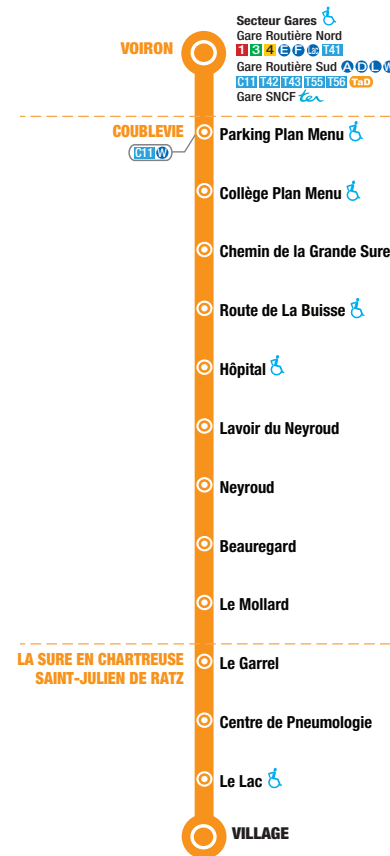 Secteur Gares
VOIRON
Gare Routière Nord
1 3 4 E F Lac T41
Gare Routière Sud A D L W
C11 T42 T43 T55 T56 TaD
Gare SNCF ter
COUBLEVIE
C11 W
Parking Plan Menu
Collège Plan Menu
Chemin de la Grande Sure
Route de La Buisse
Hôpital
Lavoir du Neyroud
Neyroud
Beauregard
Le Mollard
LA SURE EN CHARTREUSE
SAINT-JULIEN DE RATZ
Le Garrel
Centre de Pneumologie
Le Lac
VILLAGE